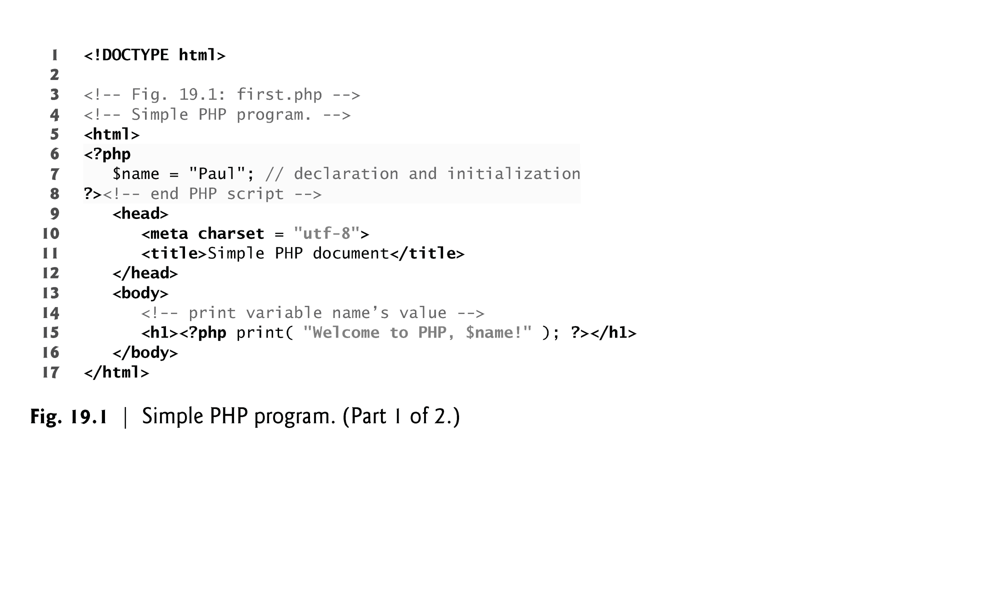 1 <!DOCTYPE html>
2
3 <!-- Fig. 19.1: first.php -->
4 <!-- Simple PHP program. -->
5 <html>
6 <?php
7    $name = "Paul"; // declaration and initialization
8 ?><!-- end PHP script -->
9    <head>
10       <meta charset = "utf-8">
11       <title>Simple PHP document</title>
12    </head>
13    <body>
14       <!-- print variable name’s value -->
15       <h1><?php print( "Welcome to PHP, $name!" ); ?></h1>
16    </body>
17 </html>
Fig. 19.1 | Simple PHP program. (Part 1 of 2.)